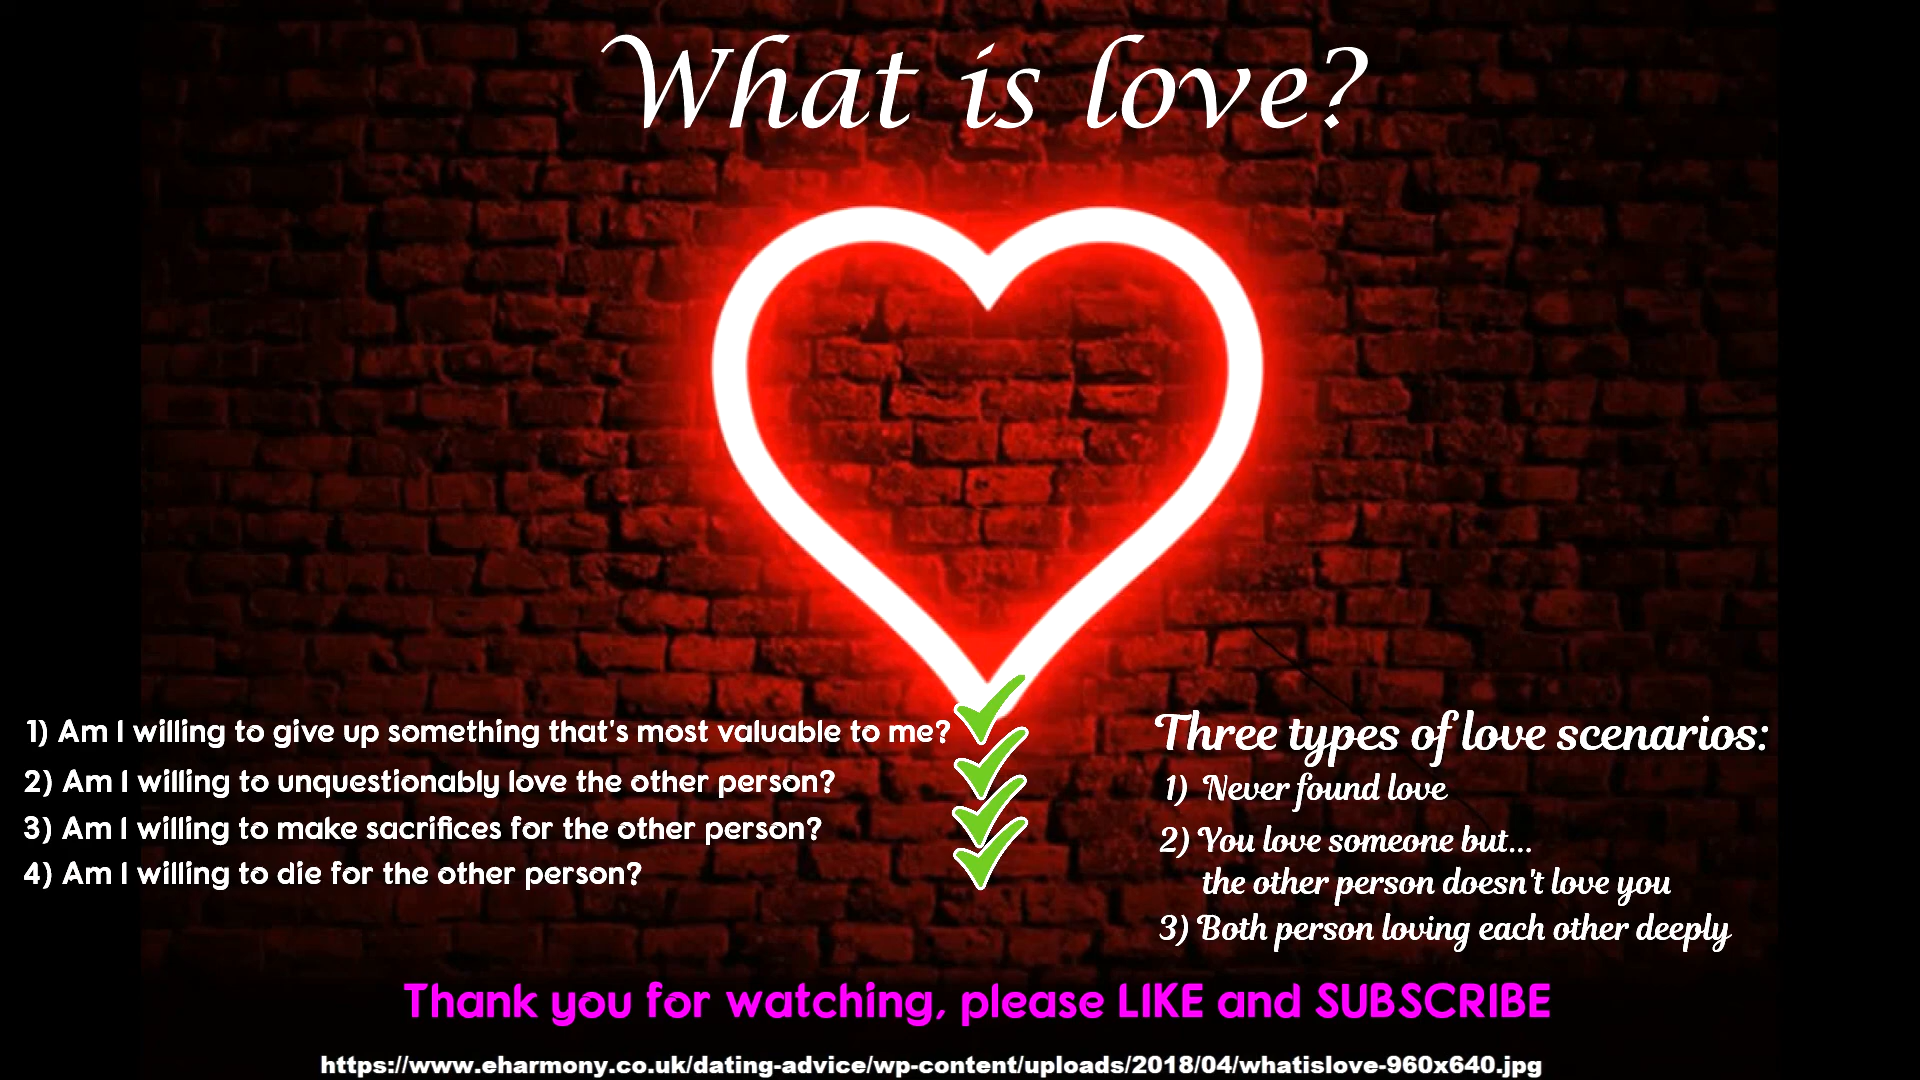 What is love?
1) Am I willing to give up something that's most valuable to me?
2) Am I willing to unquestionably love the other person?
3) Am I willing to make sacrifices for the other person?
4) Am I willing to die for the other person?
Three types of love scenarios:
1) Never found love
2) You love someone but...
the other person doesn't love you
3) Both person loving each other deeply
Thank you for watching, please LIKE and SUBSCRIBE
https://www.eharmony.co.uk/dating-advice/wp-content/uploads/2018/04/whatislove-960x640.jpg